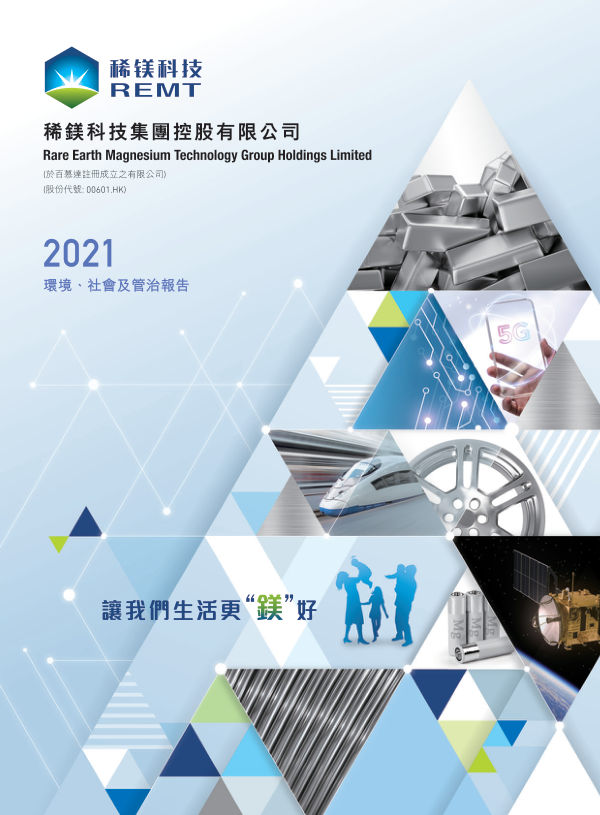 稀镁科技
REMT
稀鎂科技集團控股有限公司
Rare Earth Magnesium Technology Group Holdings Limited
(於百慕達註冊成立之有限公司)
(股份代號: 00601.HK)
2021
環境、社會及管治報告
5G
讓我們生活更“鎂”好
Mg
Mg
Mg